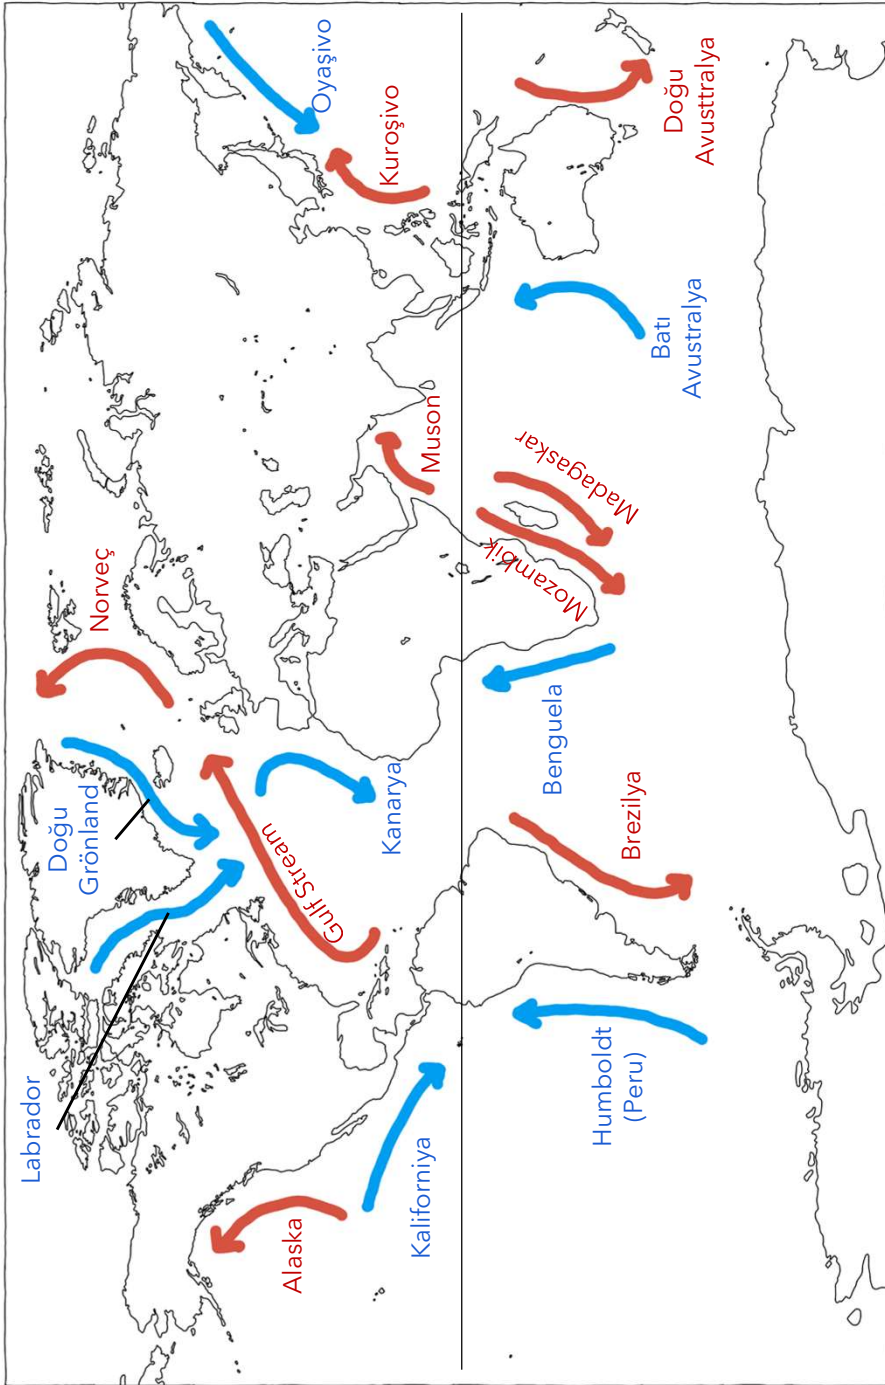 Labrador
Doğu
Grönland
Norveç
Alaska
Gulf Stream
Kaliforniya
Kanarya
Muson
Kuroşivo
Oyaşivo
Humboldt
(Peru)
Brezilya
Benguela
Mozambik
Madagaskar
Batı
Avustralya
Doğu
Avusttralya